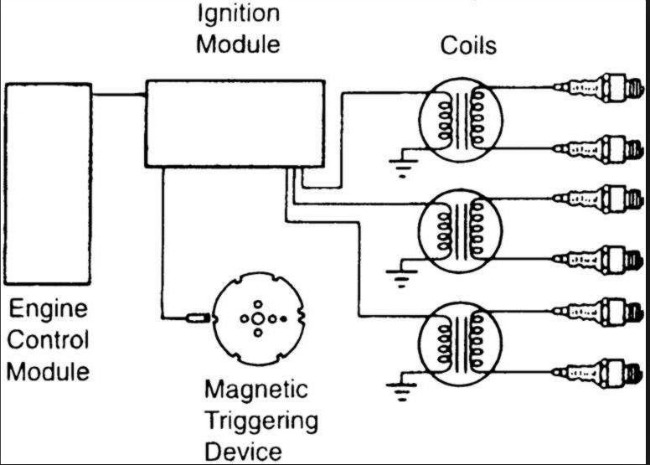 Ignition
Module
Coils
Engine
Control
Module
Magnetic
Triggering
Device